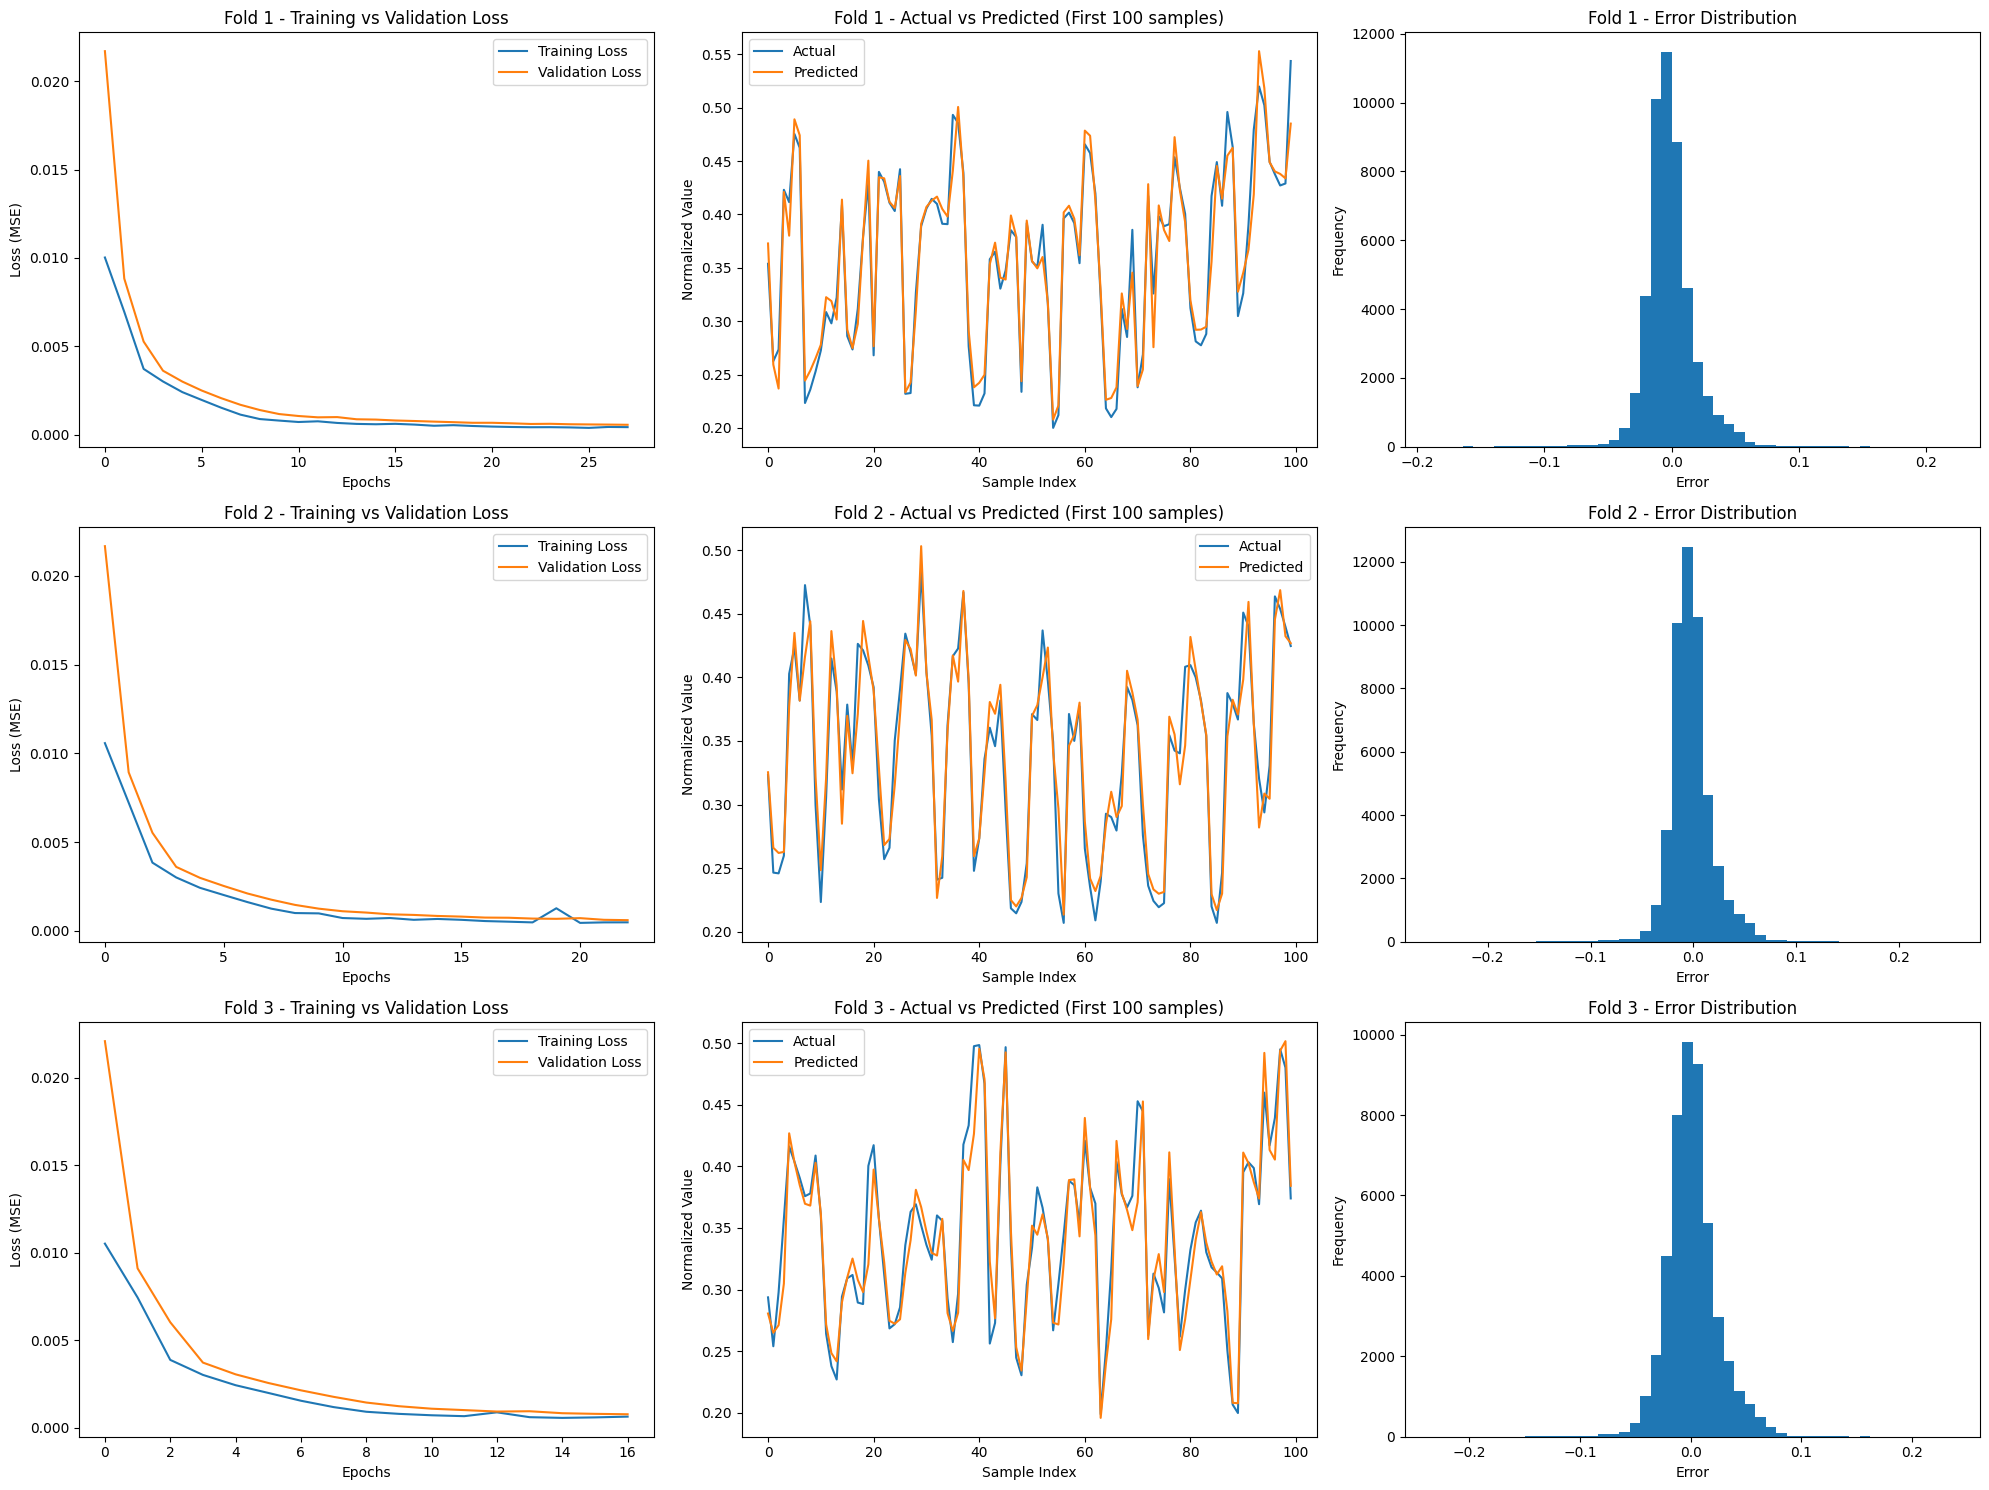 Fold 1 - Training vs Validation Loss
Training Loss
Validation Loss
0.020
0.015
0.010
0.005
0.000
Loss (MSE)
0 5 10 15 20 25
Epochs
Fold 1 - Actual vs Predicted (First 100 samples)
Actual
Predicted
0.55
0.50
0.45
0.40
0.35
0.30
0.25
0.20
Normalized Value
0 20 40 60 80 100
Sample Index
Fold 1 - Error Distribution
12000
10000
8000
6000
4000
2000
0
Frequency
−0.2 −0.1 0.0 0.1 0.2
Error
Fold 2 - Training vs Validation Loss
Training Loss
Validation Loss
0.020
0.015
0.010
0.005
0.000
Loss (MSE)
0 5 10 15 20
Epochs
Fold 2 - Actual vs Predicted (First 100 samples)
Actual
Predicted
0.50
0.45
0.40
0.35
0.30
0.25
0.20
Normalized Value
0 20 40 60 80 100
Sample Index
Fold 2 - Error Distribution
12000
10000
8000
6000
4000
2000
0
Frequency
−0.2 −0.1 0.0 0.1 0.2
Error
Fold 3 - Training vs Validation Loss
Training Loss
Validation Loss
0.020
0.015
0.010
0.005
0.000
Loss (MSE)
0 2 4 6 8 10 12 14 16
Epochs
Fold 3 - Actual vs Predicted (First 100 samples)
Actual
Predicted
0.50
0.45
0.40
0.35
0.30
0.25
0.20
Normalized Value
0 20 40 60 80 100
Sample Index
Fold 3 - Error Distribution
10000
8000
6000
4000
2000
0
Frequency
−0.2 −0.1 0.0 0.1 0.2
Error